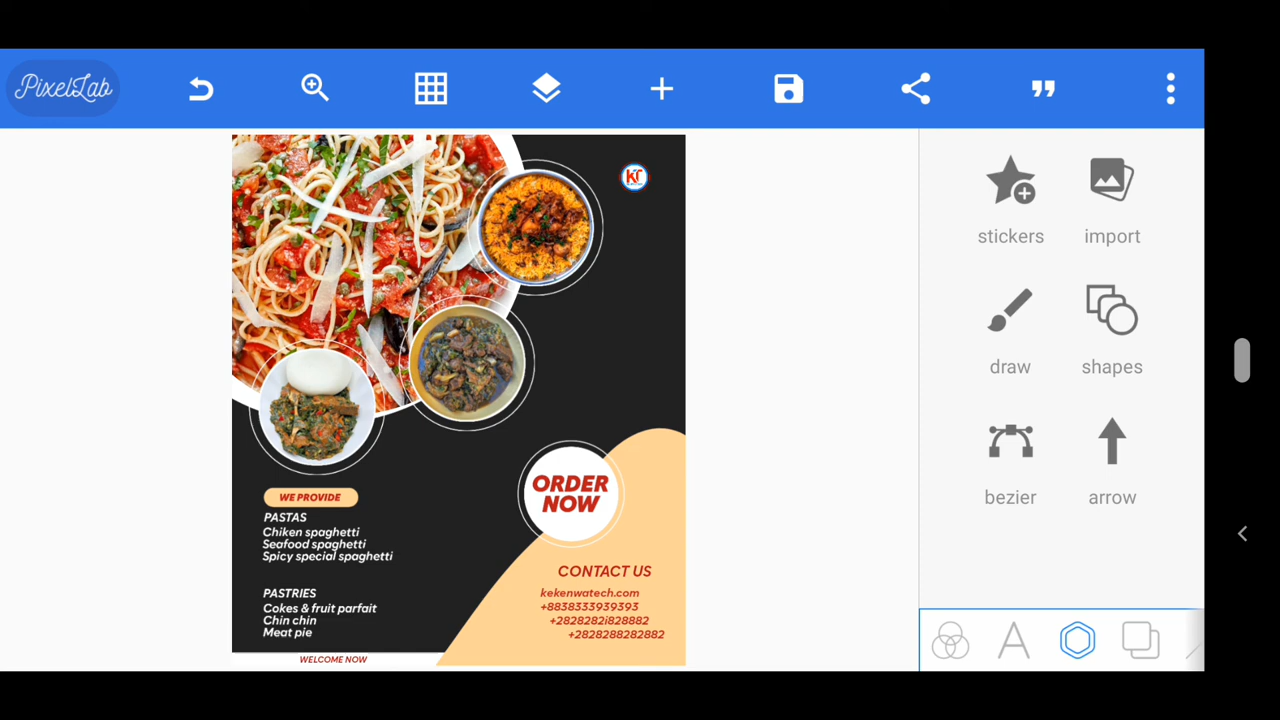 PixelLab
KT
stickers
import
draw
shapes
bezier
arrow
ORDER
NOW
WE PROVIDE
PASTAS
Chiken spaghetti
Seafood spaghetti
Spicy special spaghetti
PASTRIES
Cokes & fruit parfait
Chin chin
Meat pie
WELCOME NOW
CONTACT US
kekenwatech.com
+8838333939393
+2828282i828882
+2828288282882